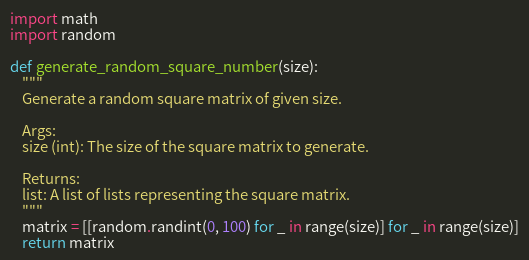 import math
import random

def generate_random_square_number(size):
    """
    Generate a random square matrix of given size.

    Args:
    size (int): The size of the square matrix to generate.

    Returns:
    list: A list of lists representing the square matrix.
    """
    matrix = [[random.randint(0, 100) for _ in range(size)] for _ in range(size)]
    return matrix